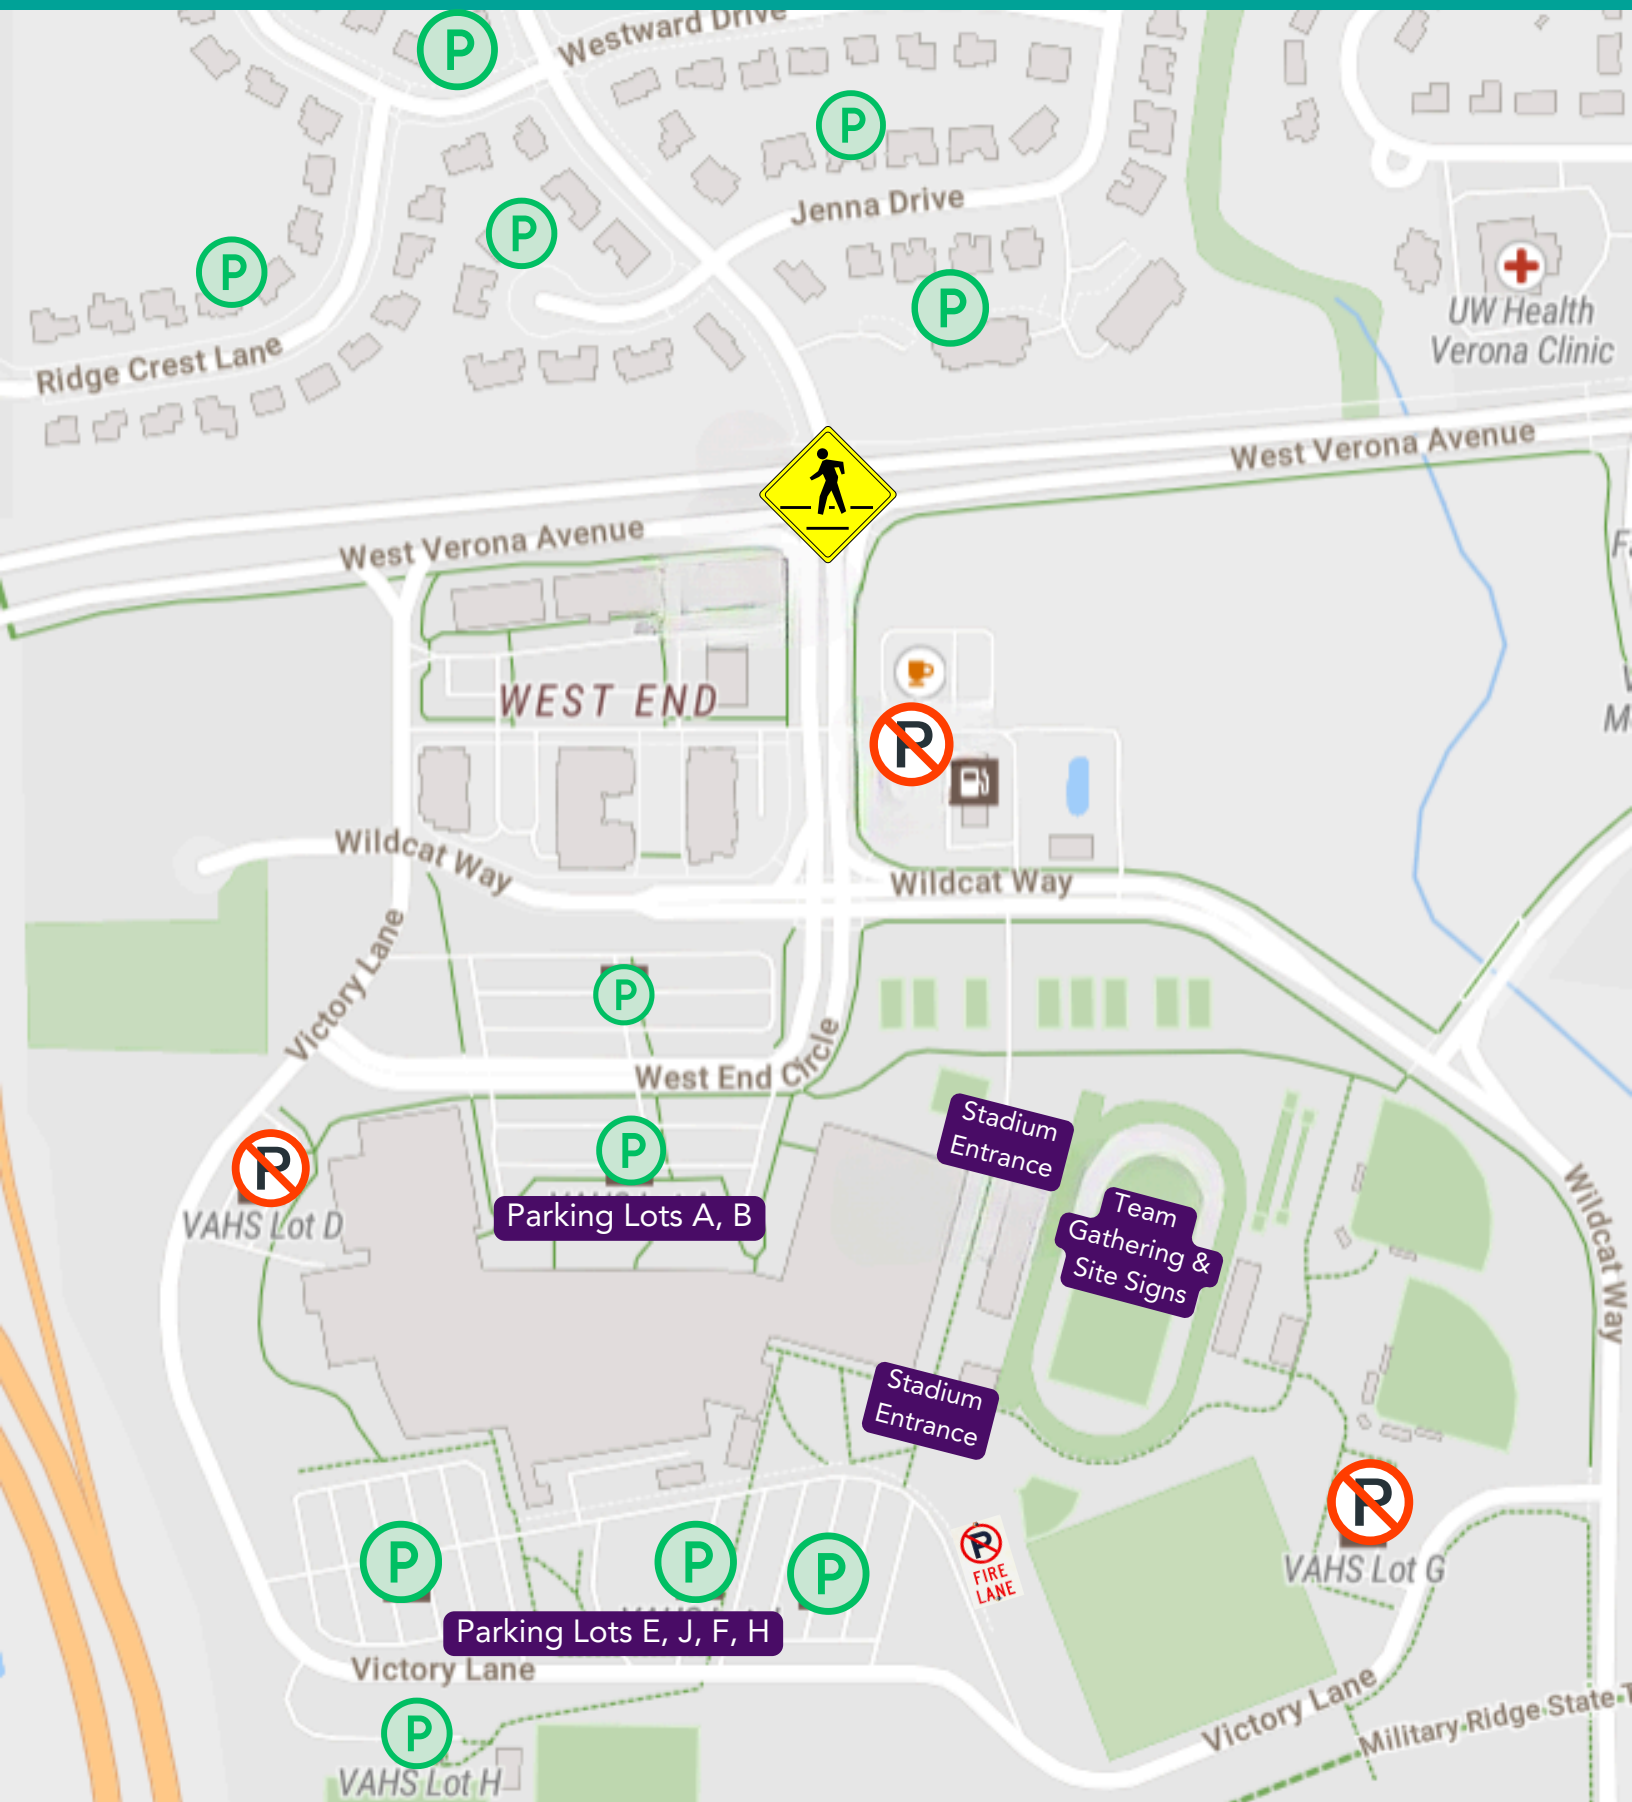 Westward Drive
P
P
Jenna Drive
P
P
P
Ridge Crest Lane
UW Health
Verona Clinic
West Verona Avenue
West Verona Avenue
WEST END
P
Wildcat Way
Wildcat Way
Victory Lane
P
West End Circle
Stadium
Entrance
P
P
VAHS Lot D
Parking Lots A, B
Team
Gathering &
Site Signs
Wildcat Way
Stadium
Entrance
P
VAHS Lot G
P
P
P
P
FIRE
LANE
Parking Lots E, J, F, H
Victory Lane
Victory Lane
Military Ridge State T
P
VAHS Lot H